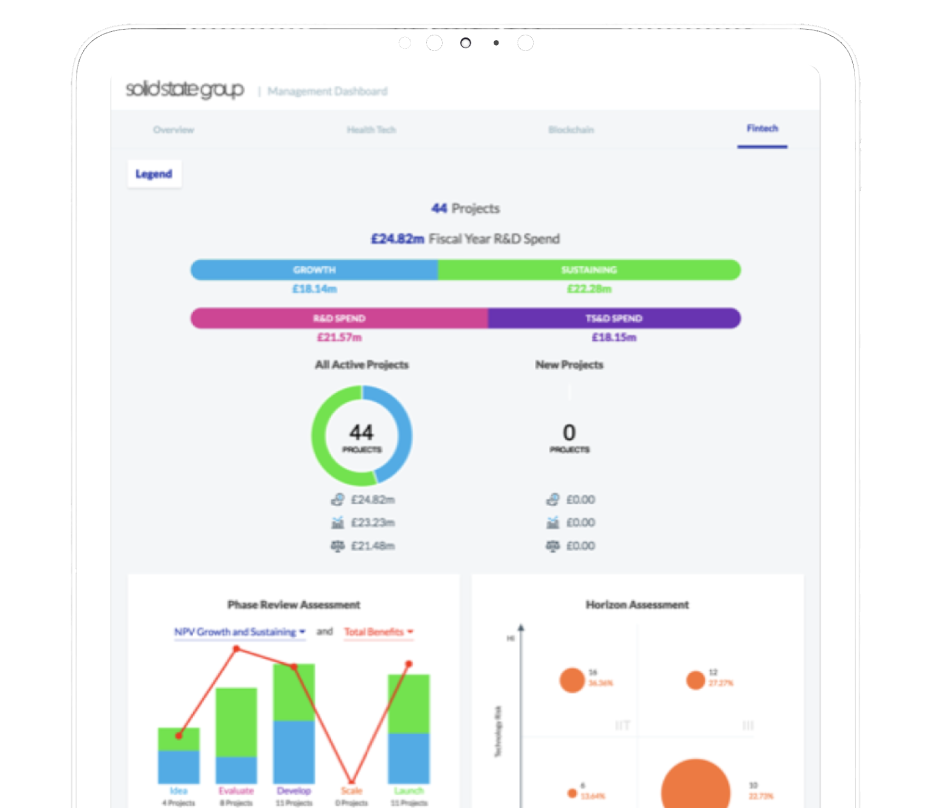 solidstategroup | Management Dashboard
Overview Health Tech Blockchain Fintech
Legend
44 Projects
£24.82m Fiscal Year R&D Spend
GROWTH SUSTAINING
£18.14m £22.28m
R&D SPEND TS&D SPEND
£21.57m £18.15m
All Active Projects New Projects
44 0
PROJECTS PROJECTS
£24.82m £0.00
£23.23m £0.00
£21.48m £0.00
Phase Review Assessment
NPV Growth and Sustaining and Total Benefits
Idea Evaluate Develop Scale Launch
4 Projects 8 Projects 11 Projects 0 Projects 11 Projects
Horizon Assessment
HI
16 12
36.36% 27.27%
Technology Risk
III
6 10
13.64% 22.73%